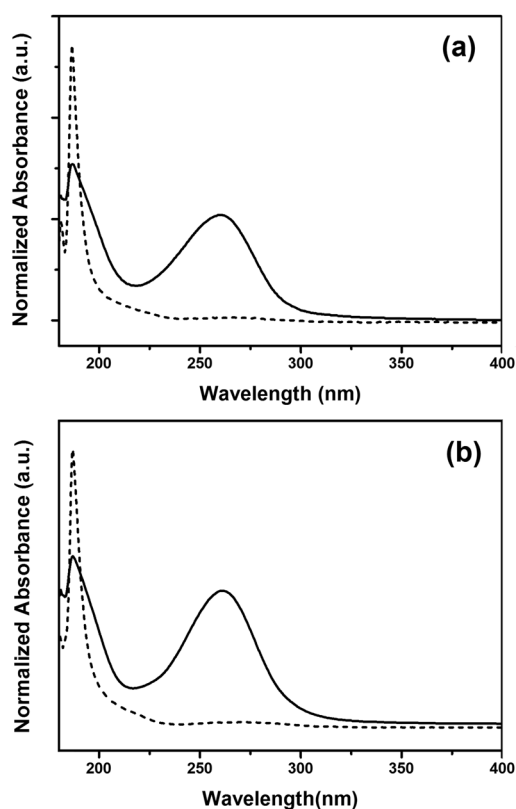 (a)
Normalized Absorbance (a.u.)
200 250 300 350 400
Wavelength (nm)
(b)
Normalized Absorbance (a.u.)
200 250 300 350 400
Wavelength(nm)